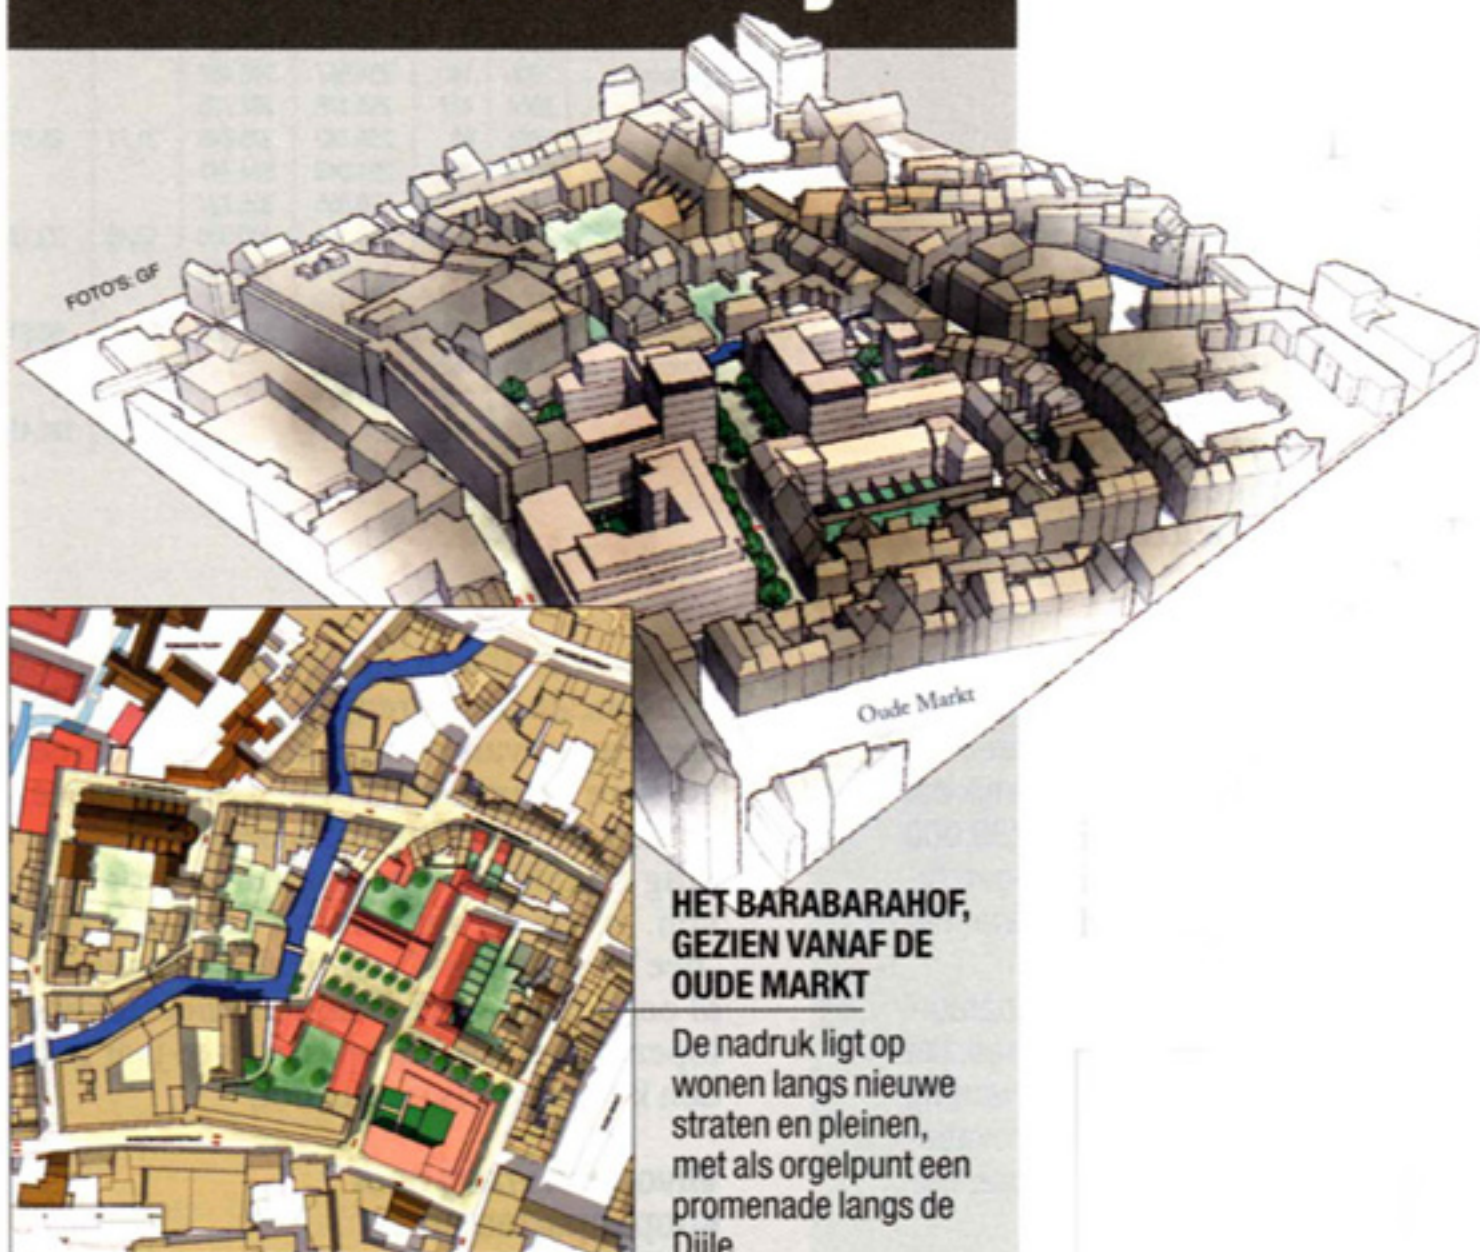 FOTO'S: GF
Oude Markt
HET BARABARAHOF,
GEZIEN VANAF DE
OUDE MARKT
De nadruk ligt op
wonen langs nieuwe
straten en pleinen,
met als orgelpunt een
promenade langs de
Dijle